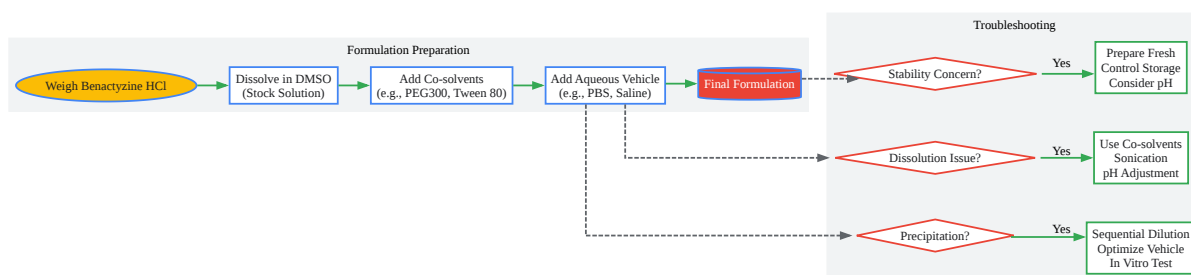 Formulation Preparation
Weigh Benactyzine HCl
Dissolve in DMSO
(Stock Solution)
Add Co-solvents
(e.g., PEG300, Tween 80)
Add Aqueous Vehicle
(e.g., PBS, Saline)
Final Formulation
Troubleshooting
Stability Concern?
Yes
Prepare Fresh
Control Storage
Consider pH
Dissolution Issue?
Yes
Use Co-solvents
Sonication
pH Adjustment
Precipitation?
Yes
Sequential Dilution
Optimize Vehicle
In Vitro Test